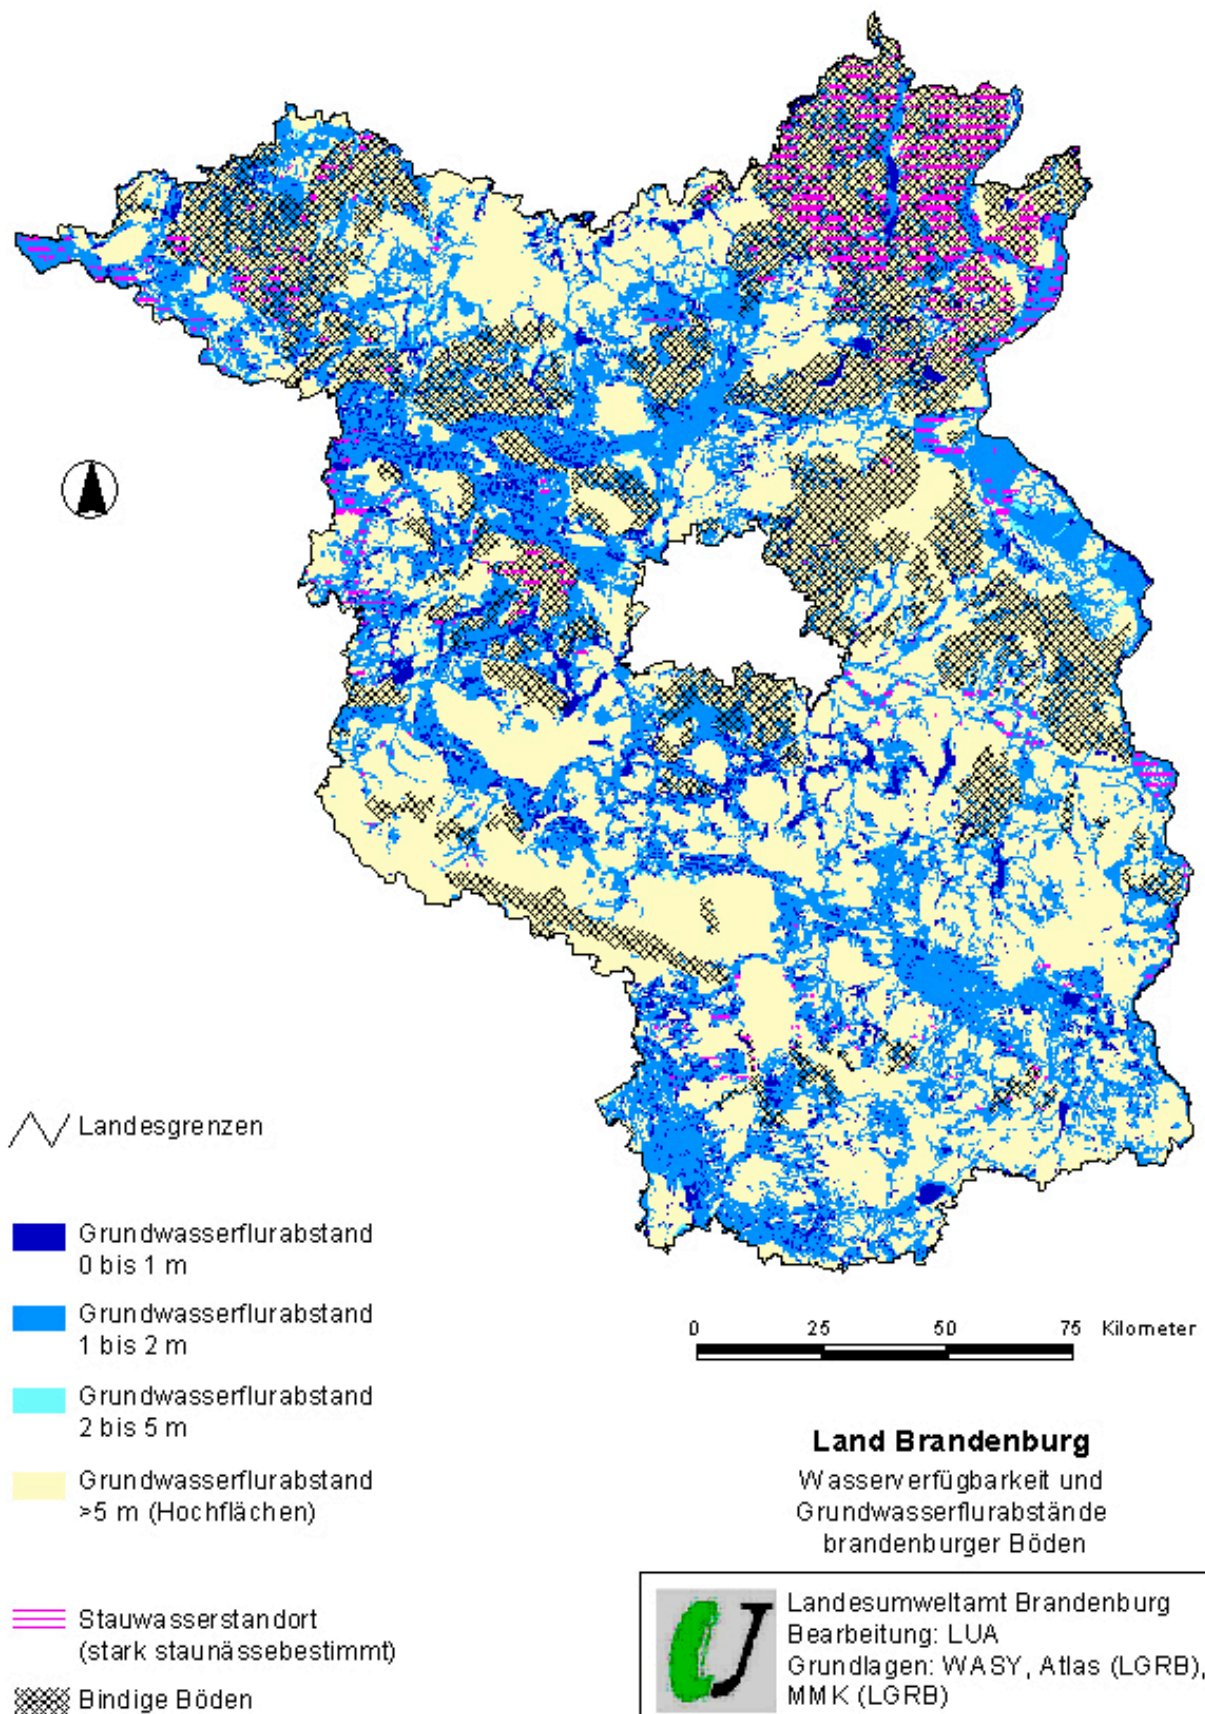 Landesgrenzen
Grundwasserflurabstand
0 bis 1 m
Grundwasserflurabstand
1 bis 2 m
Grundwasserflurabstand
2 bis 5 m
Grundwasserflurabstand
>5 m (Hochflächen)
Stauwasserstandort
(stark staunässebestimmt)
Bindige Böden
0 25 50 75 Kilometer
Land Brandenburg
Wasserverfügbarkeit und
Grundwasserflurabstände
brandenburger Böden
Landesumweltamt Brandenburg
Bearbeitung: LUA
Grundlagen: WASY, Atlas (LGRB),
MMK (LGRB)